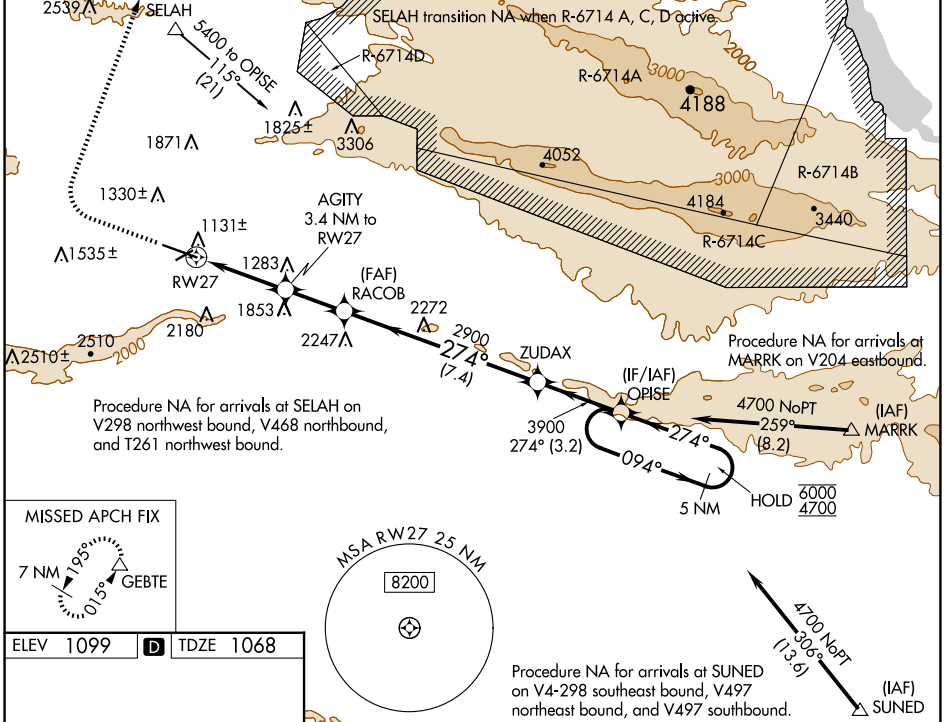 2539
SELAH
SELAH transition NA when R-6714 A, C, D active.
5400 to OPISE
115°
(21)
R-6714D
R-6714A
2000
3000
4188
1825±
3306
1871
4052
3000
R-6714B
1330±
4184
3440
R-6714C
AGITY
3.4 NM to
RW27
1131±
1535±
RW27
1283
(FAF)
RACOB
1853
2180
2247
2272
2510
2510±
2000
2900
274°
(7.4)
ZUDAX
Procedure NA for arrivals at
MARRK on V204 eastbound.
(IF/IAF)
OPISE
3900
274° (3.2)
4700 NoPT
259°
(8.2)
(IAF)
MARRK
274°
094°
5 NM
HOLD
6000
4700
Procedure NA for arrivals at SELAH on
V298 northwest bound, V468 northbound,
and T261 northwest bound.
MISSED APCH FIX
7 NM
195°
015°
GEBTE
MSA RW27 25 NM
8200
ELEV 1099
D
TDZE 1068
4700 NoPT
306°
(13.6)
(IAF)
SUNED
Procedure NA for arrivals at SUNED
on V4-298 southeast bound, V497
northeast bound, and V497 southbound.